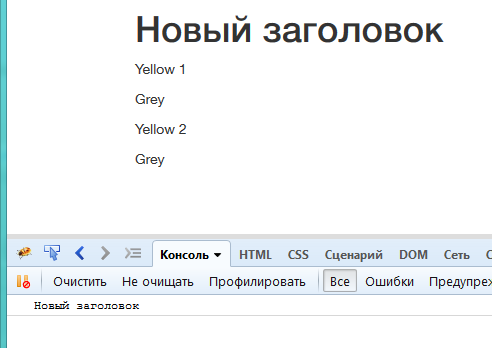 Новый заголовок
Yellow 1
Grey
Yellow 2
Grey
Консоль HTML CSS Сценарий DOM Сеть
Очистить Не очищать Профилировать Все Ошибки
Новый заголовок